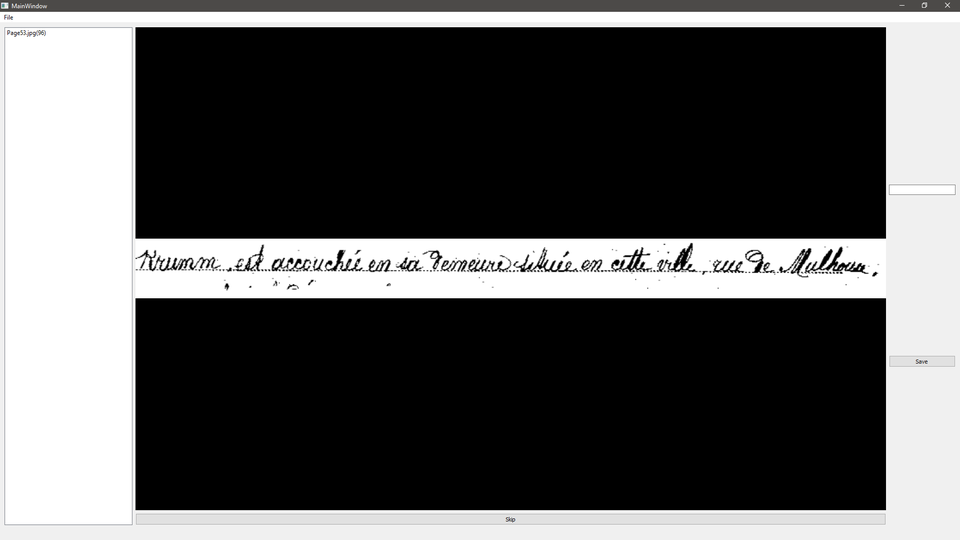 MainWindow
File
Page53.jpg(96)
Krumm, est accouchée en sa demeure située en cette ville, rue de Mulhouse,
Save
Skip